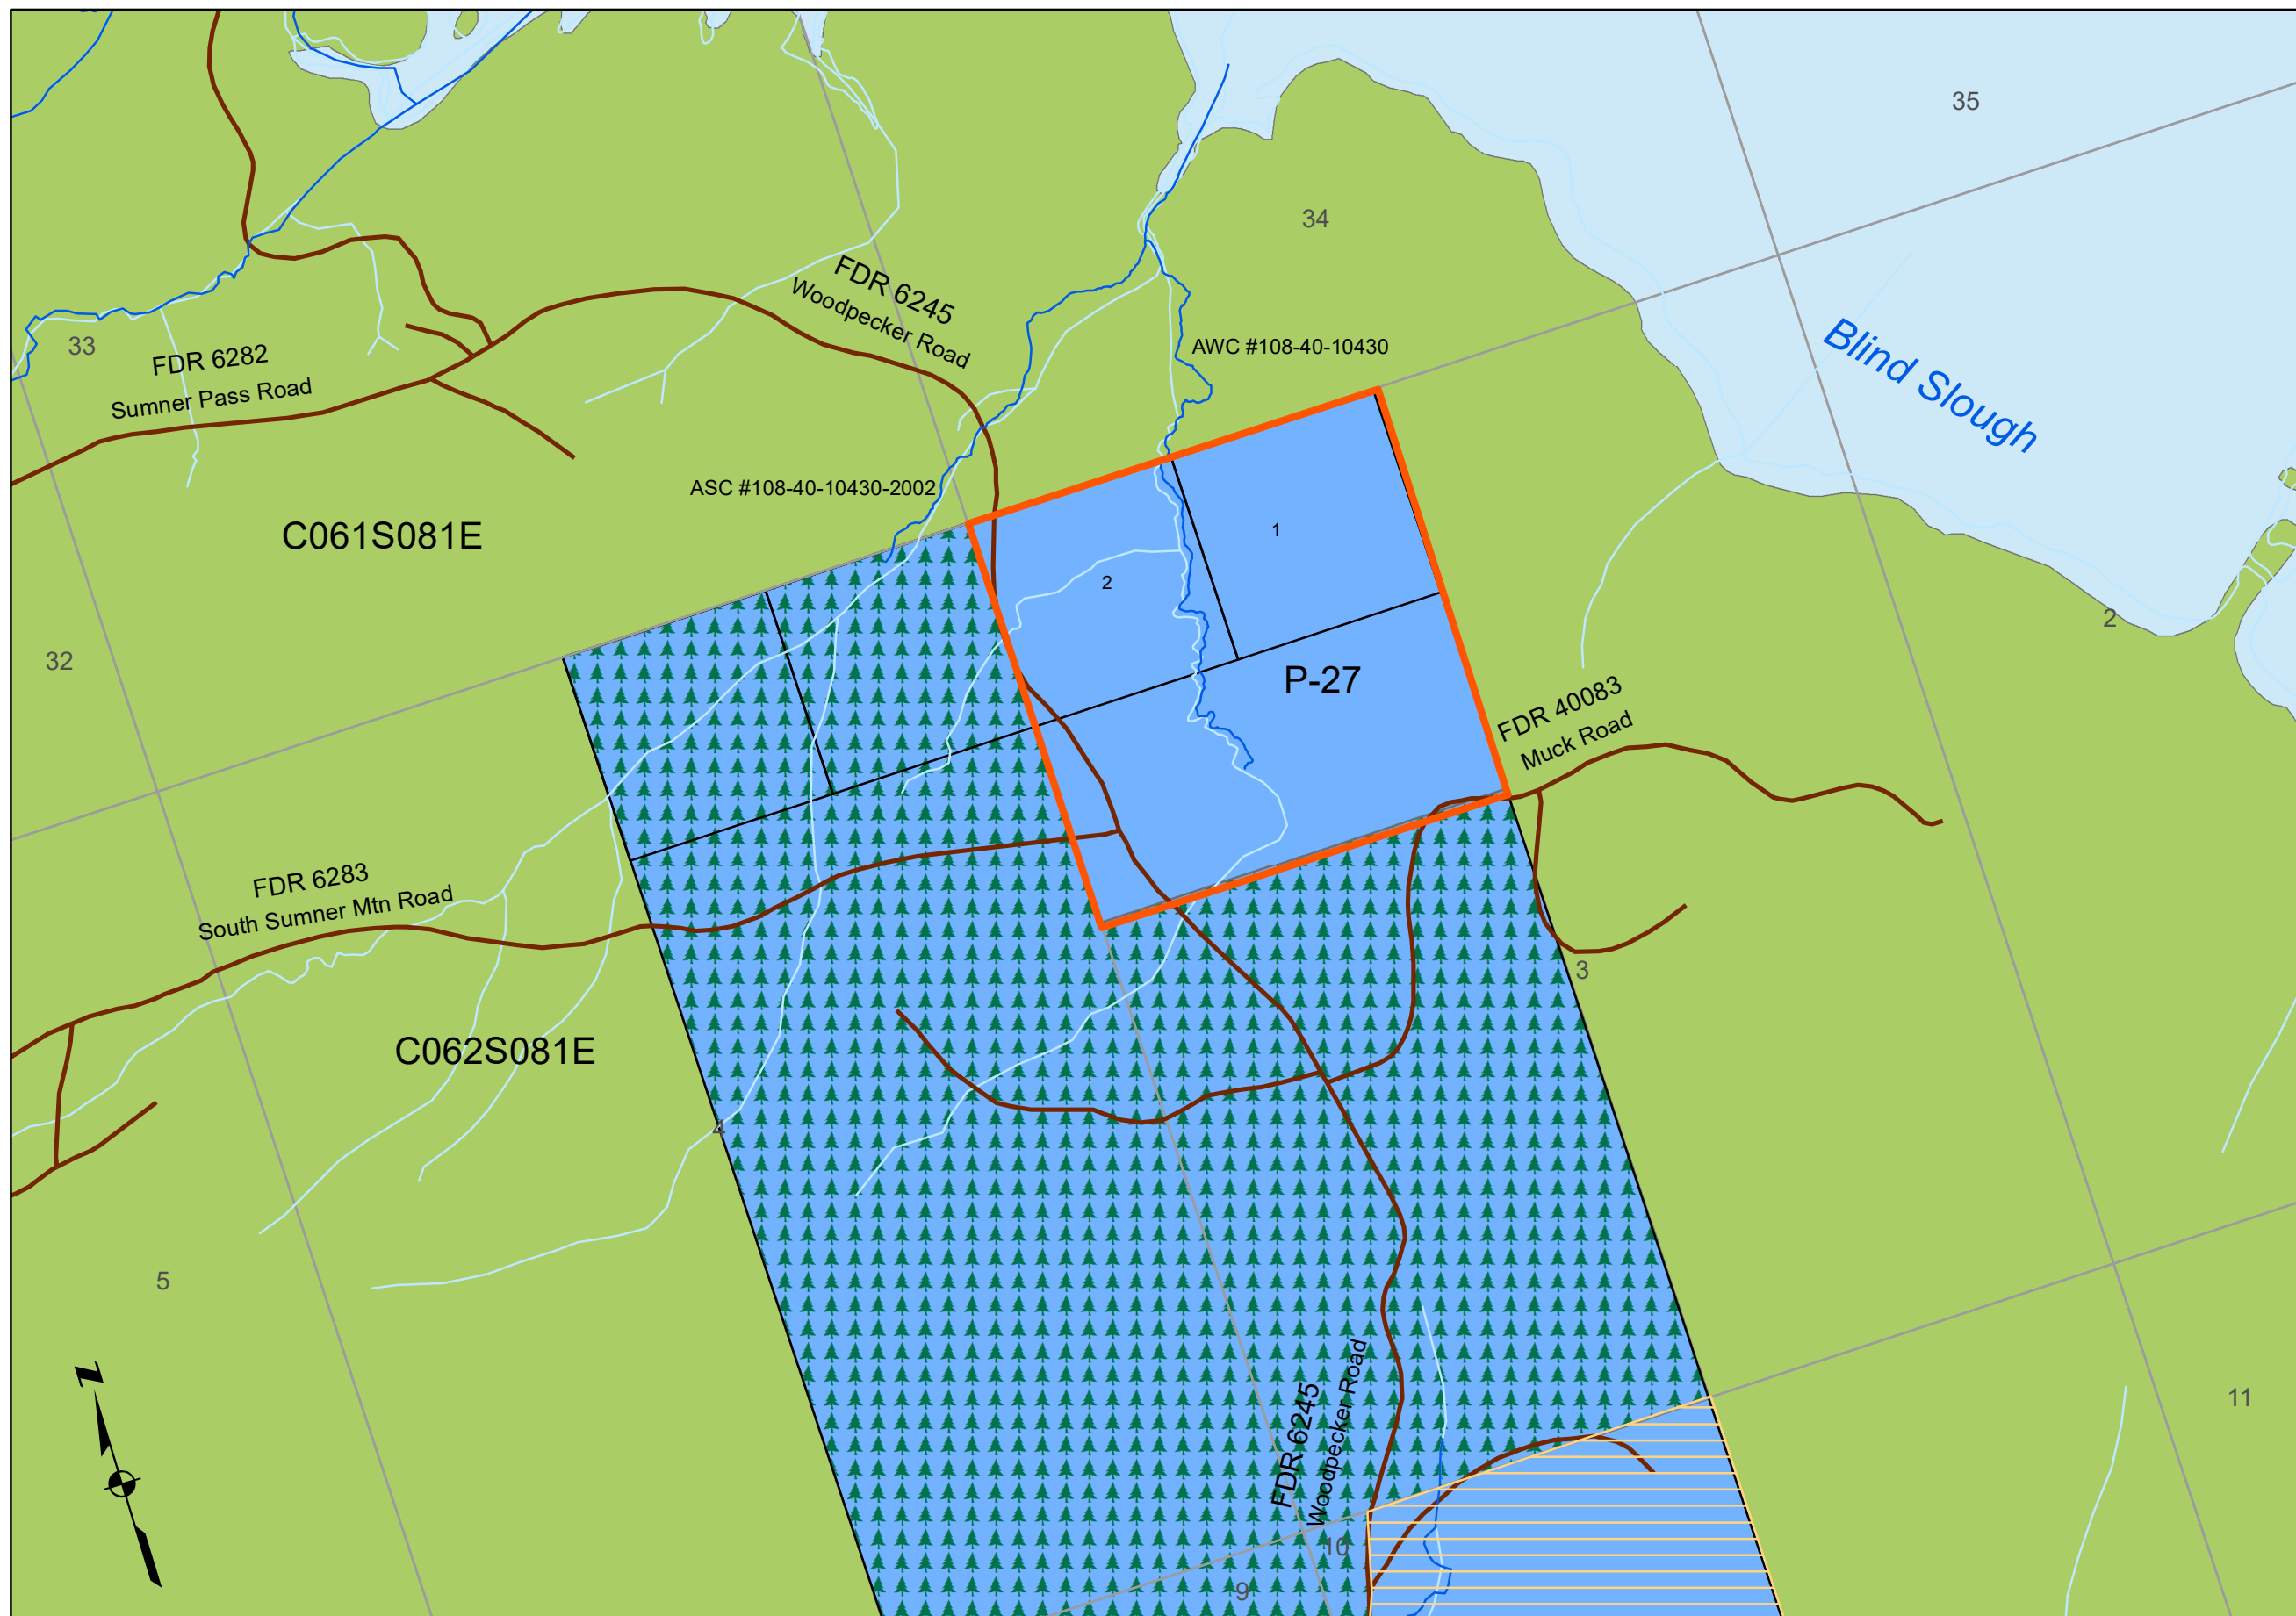 35
34
FDR 6245
Woodpecker Road
33
FDR 6282
Sumner Pass Road
AWC #108-40-10430
Blind Slough
ASC #108-40-10430-2002
C061S081E
1
2
2
32
P-27
FDR 40083
Muck Road
FDR 6283
South Sumner Mtn Road
3
C062S081E
4
5
N
FDR 6245
Woodpecker Road
11
10
9